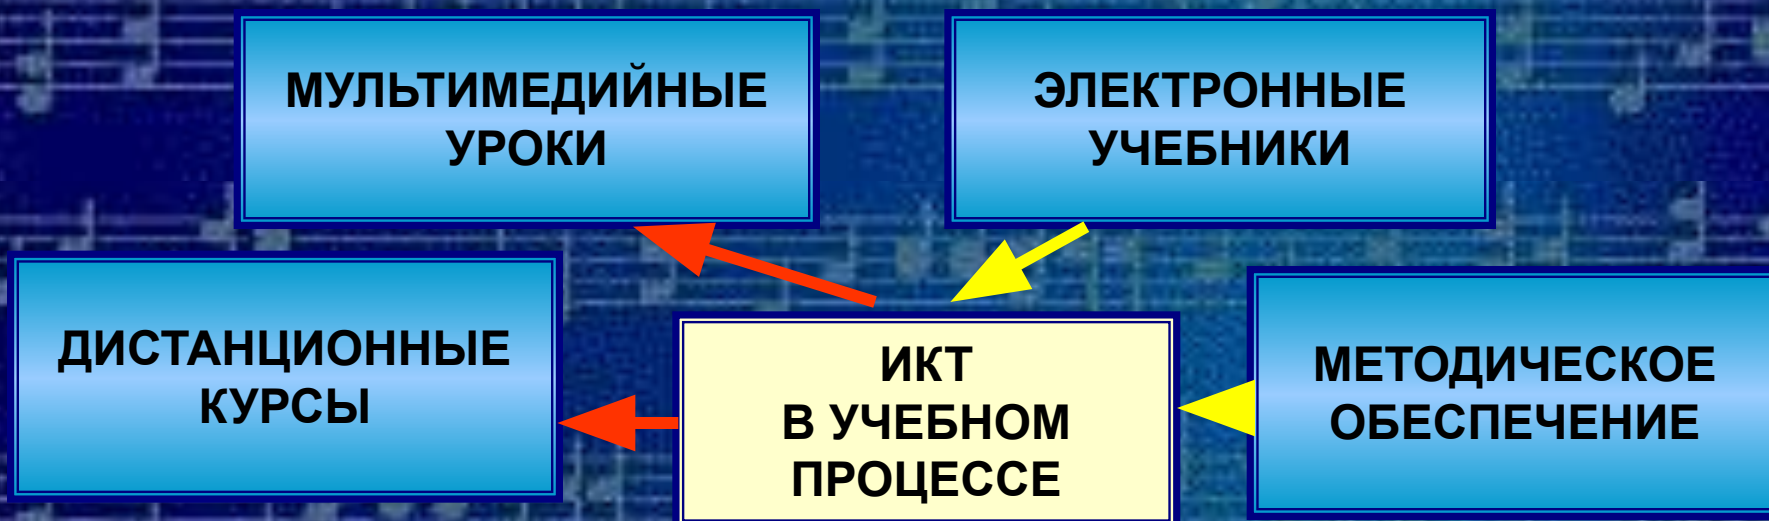 МУЛЬТИМЕДИЙНЫЕ
УРОКИ
ЭЛЕКТРОННЫЕ
УЧЕБНИКИ
ДИСТАНЦИОННЫЕ
КУРСЫ
ИКТ
В УЧЕБНОМ
ПРОЦЕССЕ
МЕТОДИЧЕСКОЕ
ОБЕСПЕЧЕНИЕ